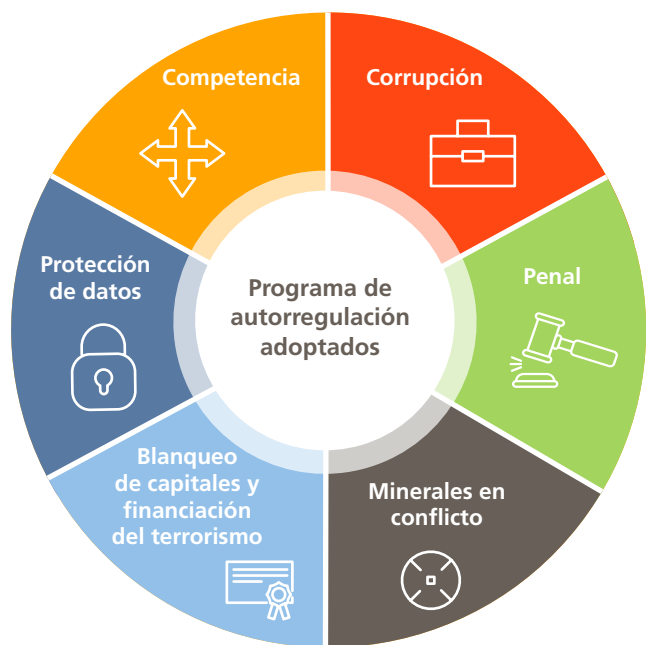 Competencia
Corrupción
Protección
de datos
Programa de
autorregulación
adoptados
Penal
Blanqueo
de capitales y
financiación
del terrorismo
Minerales en
conflicto